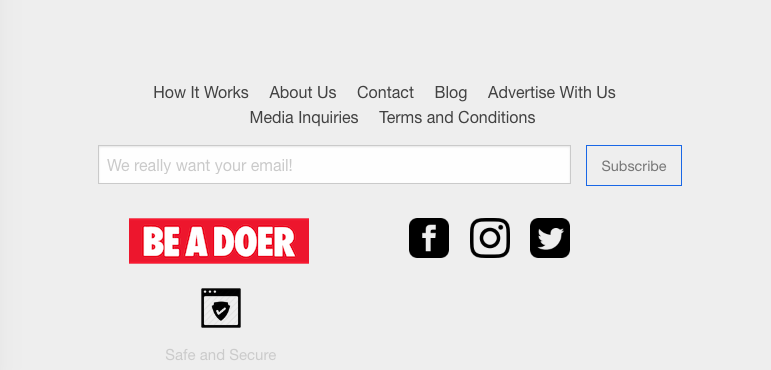 How It Works About Us Contact Blog Advertise With Us
Media Inquiries Terms and Conditions
We really want your email! Subscribe
BE A DOER
Safe and Secure